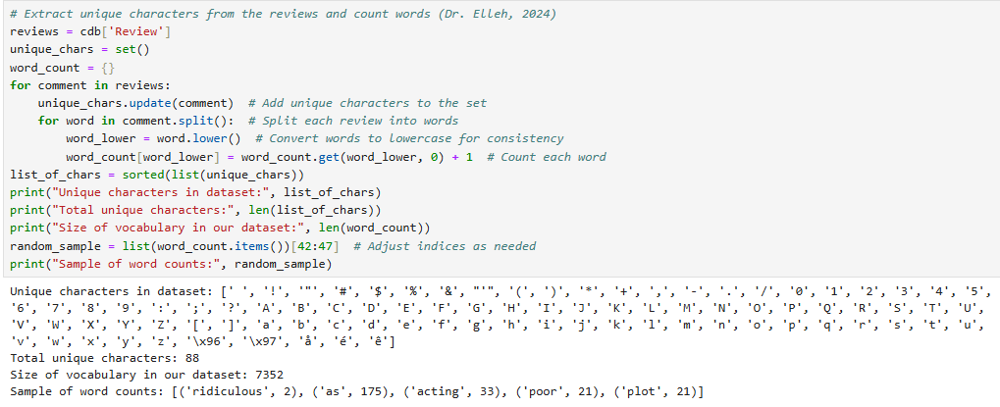 # Extract unique characters from the reviews and count words (Dr. Elleh, 2024)
reviews = cdb['Review']
unique_chars = set()
word_count = {}
for comment in reviews:
    unique_chars.update(comment)  # Add unique characters to the set
    for word in comment.split():  # Split each review into words
        word_lower = word.lower()  # Convert words to lowercase for consistency
        word_count[word_lower] = word_count.get(word_lower, 0) + 1  # Count each word
list_of_chars = sorted(list(unique_chars))
print("Unique characters in dataset:", list_of_chars)
print("Total unique characters:", len(list_of_chars))
print("Size of vocabulary in our dataset:", len(word_count))
random_sample = list(word_count.items())[42:47]  # Adjust indices as needed
print("Sample of word counts:", random_sample)
Unique characters in dataset: [' ', '!', '"', '#', '$', '%', '&', "'", '(', ')', '*', '+', ',', '-', '.', '/', '0', '1', '2', '3', '4', '5',
'6', '7', '8', '9', ':', ';', '?', 'A', 'B', 'C', 'D', 'E', 'F', 'G', 'H', 'I', 'J', 'K', 'L', 'M', 'N', 'O', 'P', 'Q', 'R', 'S', 'T', 'U',
'V', 'W', 'X', 'Y', 'Z', '[', ']', 'a', 'b', 'c', 'd', 'e', 'f', 'g', 'h', 'i', 'j', 'k', 'l', 'm', 'n', 'o', 'p', 'q', 'r', 's', 't', 'u',
'v', 'w', 'x', 'y', 'z', '\x96', '\x97', 'å', 'é', 'ê']
Total unique characters: 88
Size of vocabulary in our dataset: 7352
Sample of word counts: [('ridiculous', 2), ('as', 175), ('acting', 33), ('poor', 21), ('plot', 21)]